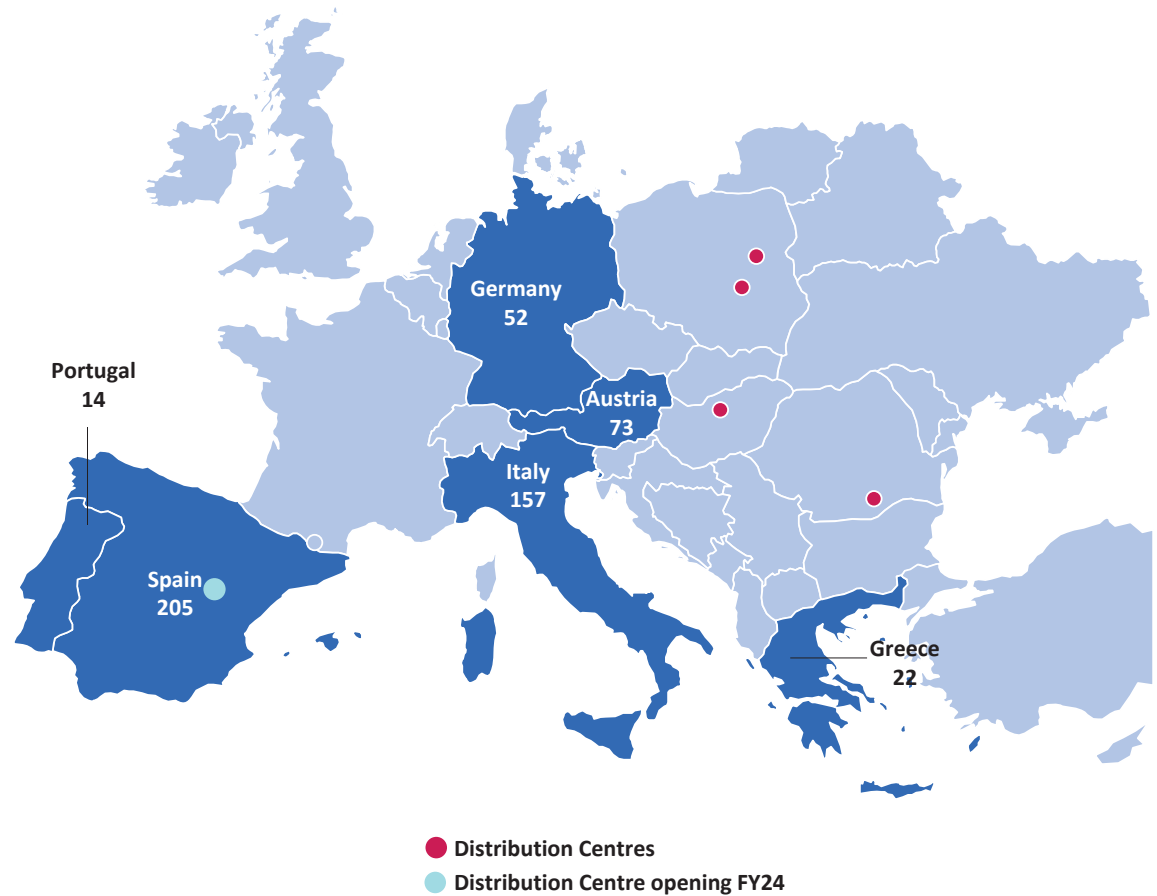 Germany
52
Portugal
14
Austria
73
Italy
157
Spain
205
Greece
22
Distribution Centres
Distribution Centre opening FY24